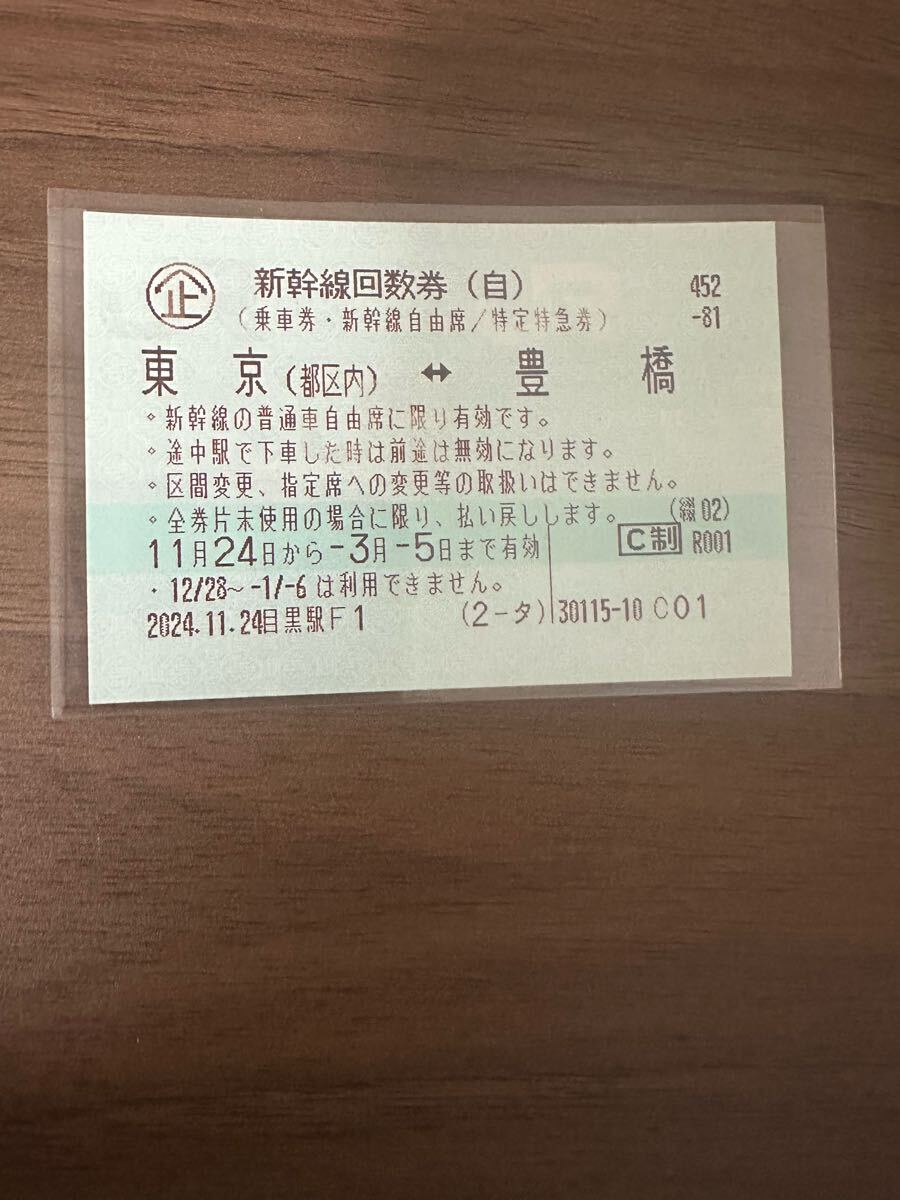 企 新幹線回数券(自) 452
(乗車券・新幹線自由席/特定特急券) -81
東京(都区内) ↔ 豊橋
◦新幹線の普通車自由席に限り有効です。
◦途中駅で下車した時は前途は無効になります。
◦区間変更、指定席への変更等の取扱いはできません。
◦全券片未使用の場合に限り、払い戻しします。 02)
11月24日から-3月-5日まで有効 C制 R001
・12/28~-1/-6は利用できません。
2024.11.24目黒駅F1 (2-タ) 30115-10 C01